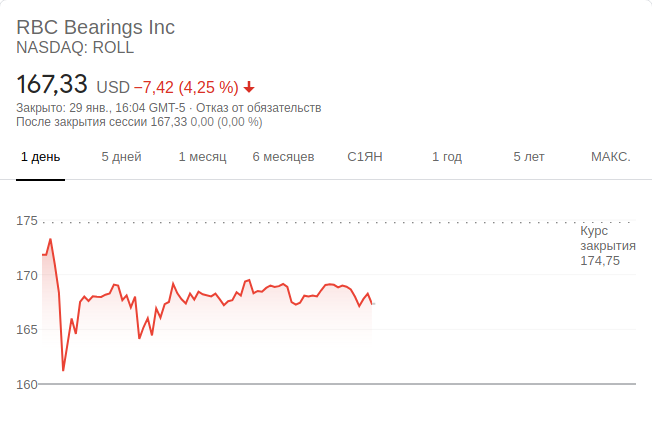 RBC Bearings Inc
NASDAQ: ROLL
167,33 USD −7,42 (4,25 %)
Закрыто: 29 янв., 16:04 GMT-5 · Отказ от обязательств
После закрытия сессии 167,33 0,00 (0,00 %)
1 день 5 дней 1 месяц 6 месяцев С1ЯН 1 год 5 лет МАКС.
175
Курс
закрытия
174,75
170
165
160